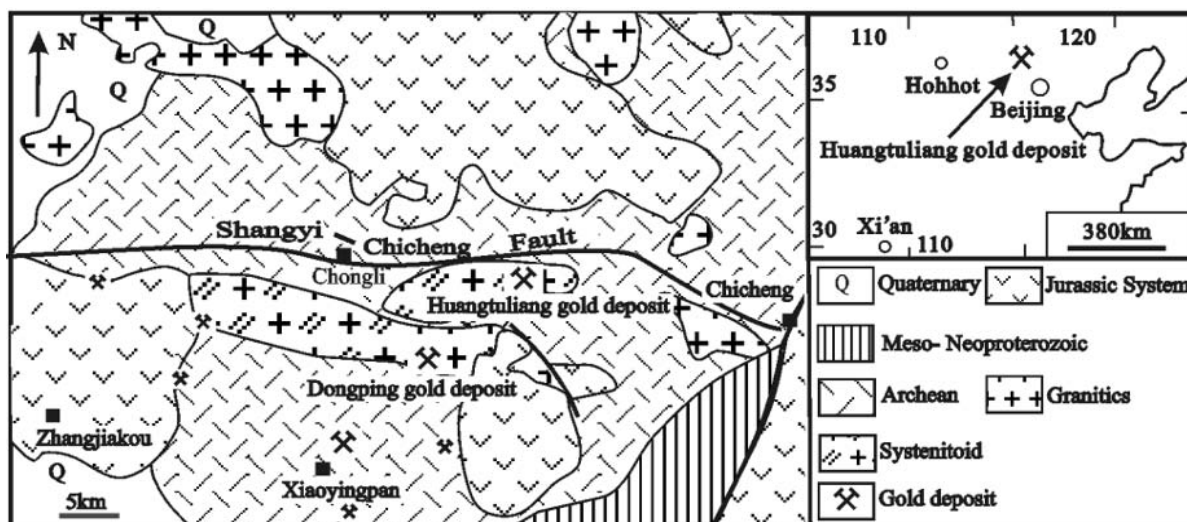 Q
N
Q
Shangyi
Chicheng
Fault
Chongli
Chicheng
Huangtuliang gold deposit
Dongping gold deposit
Zhangjiakou
Q
Xiaoyingpan
5km
110
120
35
Hohhot
Beijing
Huangtuliang gold deposit
Xi'an
30
110
380km
Q Quaternary
Jurassic System
Meso- Neoproterozoic
Archean
Granitics
Systenitoid
Gold deposit